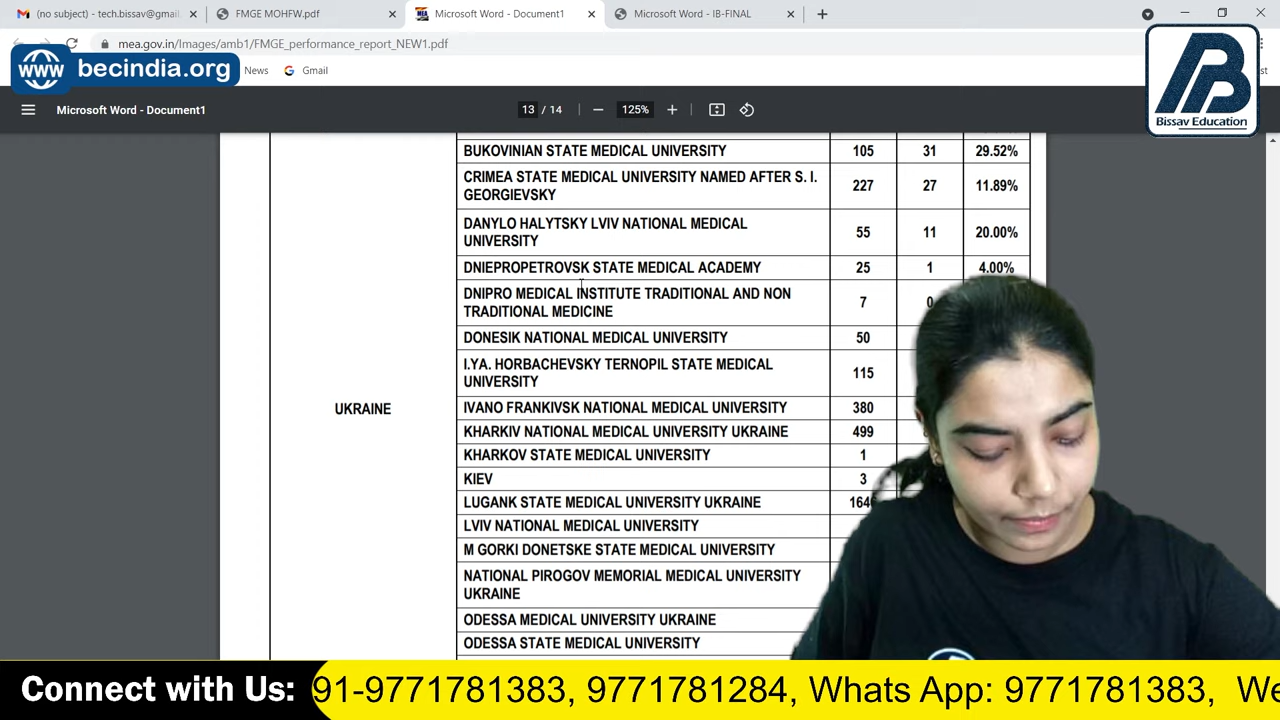 (no subject) - tech.bissav@gmail.
FMGE MOHFW.pdf
Microsoft Word - Document1
Microsoft Word - IB-FINAL
mea.gov.in/Images/amb1/FMGE_performance_report_NEW1.pdf
www becindia.org
News
Gmail
Microsoft Word - Document1
13 / 14
125%
B
Bissav Education
BUKOVINIAN STATE MEDICAL UNIVERSITY 105 31 29.52%
CRIMEA STATE MEDICAL UNIVERSITY NAMED AFTER S. I.
GEORGIEVSKY 227 27 11.89%
DANYLO HALYTSKY LVIV NATIONAL MEDICAL
UNIVERSITY 55 11 20.00%
DNIEPROPETROVSK STATE MEDICAL ACADEMY 25 1 4.00%
DNIPRO MEDICAL INSTITUTE TRADITIONAL AND NON
TRADITIONAL MEDICINE 7 0
DONESIK NATIONAL MEDICAL UNIVERSITY 50
I.YA. HORBACHEVSKY TERNOPIL STATE MEDICAL
UNIVERSITY 115
UKRAINE
IVANO FRANKIVSK NATIONAL MEDICAL UNIVERSITY 380
KHARKIV NATIONAL MEDICAL UNIVERSITY UKRAINE 499
KHARKOV STATE MEDICAL UNIVERSITY 1
KIEV 3
LUGANK STATE MEDICAL UNIVERSITY UKRAINE
LVIV NATIONAL MEDICAL UNIVERSITY
M GORKI DONETSKE STATE MEDICAL UNIVERSITY
NATIONAL PIROGOV MEMORIAL MEDICAL UNIVERSITY
UKRAINE
ODESSA MEDICAL UNIVERSITY UKRAINE
ODESSA STATE MEDICAL UNIVERSITY
Connect with Us: 91-9771781383, 9771781284, Whats App: 9771781383, We